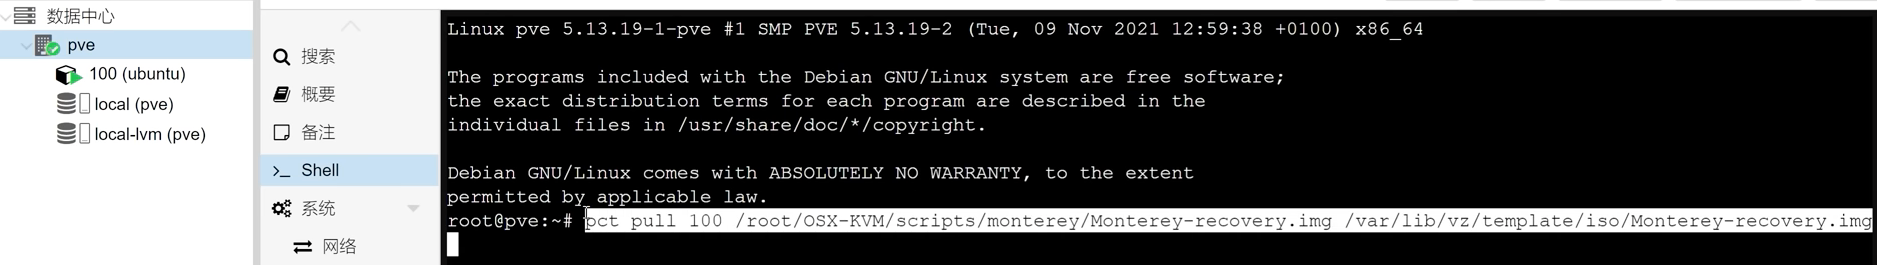 数据中心
pve
100 (ubuntu)
local (pve)
local-lvm (pve)
搜索
概要
备注
Shell
系统
网络
Linux pve 5.13.19-1-pve #1 SMP PVE 5.13.19-2 (Tue, 09 Nov 2021 12:59:38 +0100) x86_64
The programs included with the Debian GNU/Linux system are free software;
the exact distribution terms for each program are described in the
individual files in /usr/share/doc/*/copyright.
Debian GNU/Linux comes with ABSOLUTELY NO WARRANTY, to the extent
permitted by applicable law.
root@pve:~# pct pull 100 /root/OSX-KVM/scripts/monterey/Monterey-recovery.img /var/lib/vz/template/iso/Monterey-recovery.img